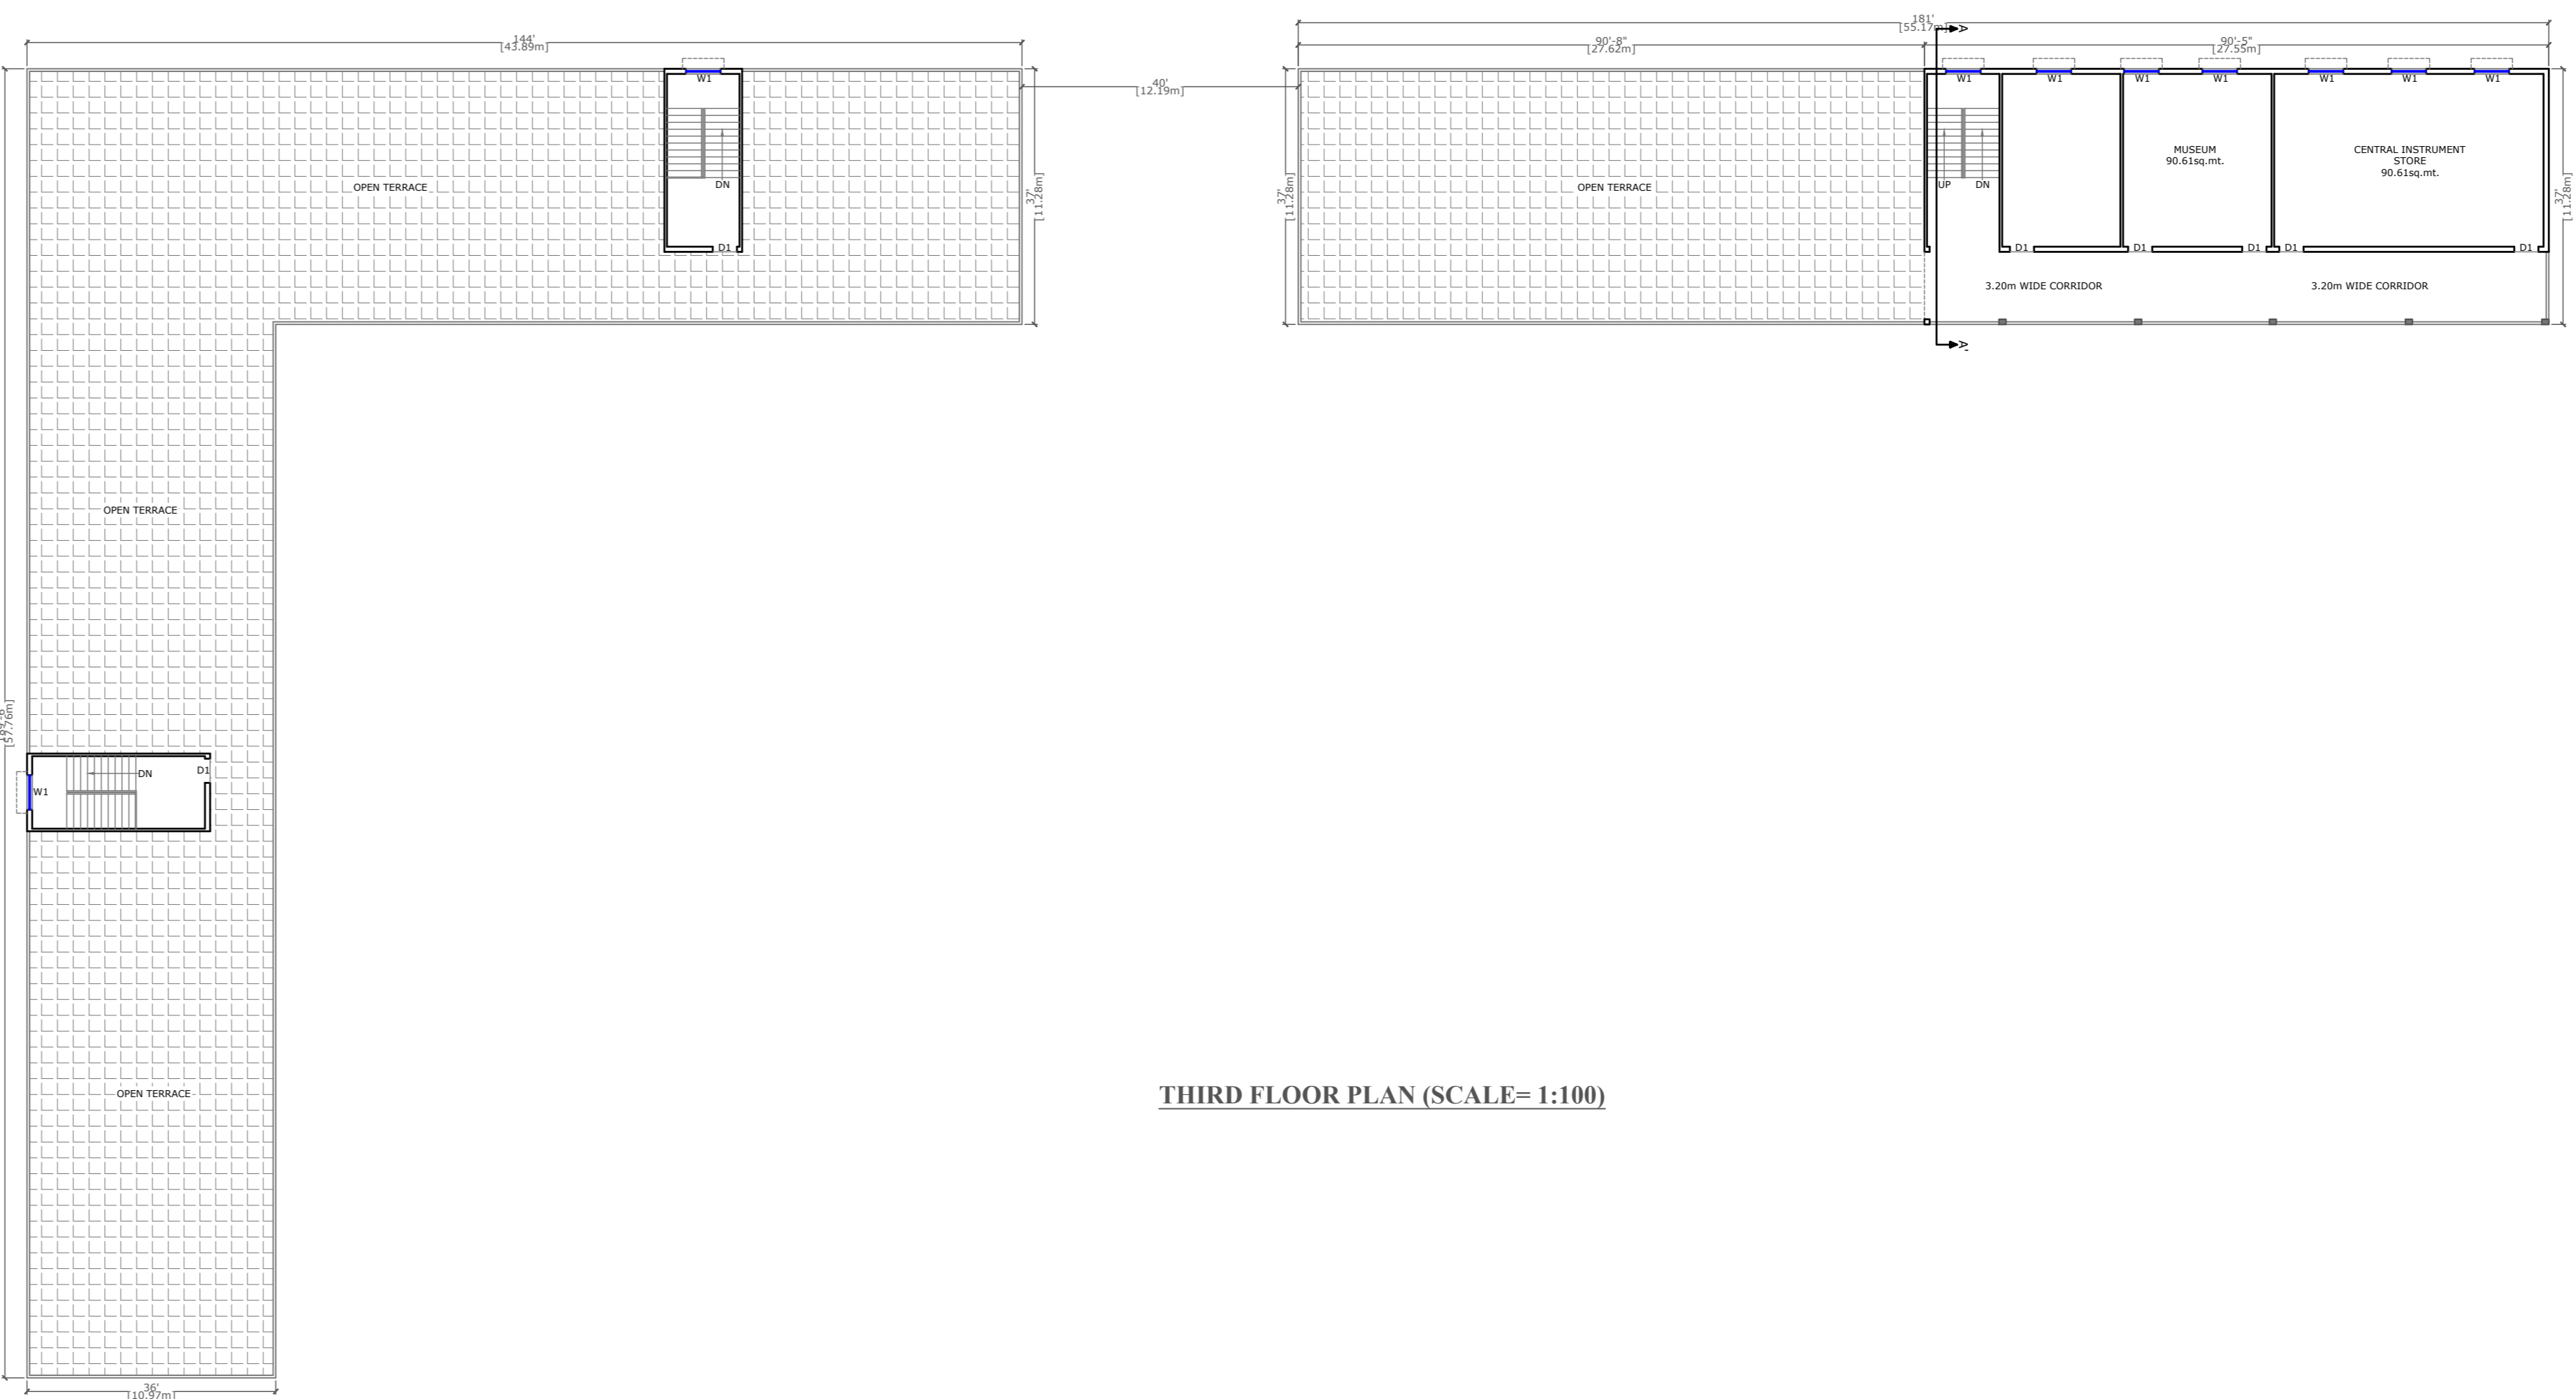 144'
[43.89m]
181'
[55.17m]
A
90'-8"
[27.62m]
90'-5"
[27.55m]
40'
[12.19m]
W1
W1
W1
W1
W1
W1
W1
W1
MUSEUM
90.61sq.mt.
CENTRAL INSTRUMENT
STORE
90.61sq.mt.
OPEN TERRACE
DN
37'
[11.28m]
37'
[11.28m]
OPEN TERRACE
UP
DN
37'
[11.28m]
D1
D1
D1
D1
D1
D1
3.20m WIDE CORRIDOR
3.20m WIDE CORRIDOR
A'
OPEN TERRACE
[57.76m]
DN
D1
W1
OPEN TERRACE
THIRD FLOOR PLAN (SCALE= 1:100)
36'
[10.97m]